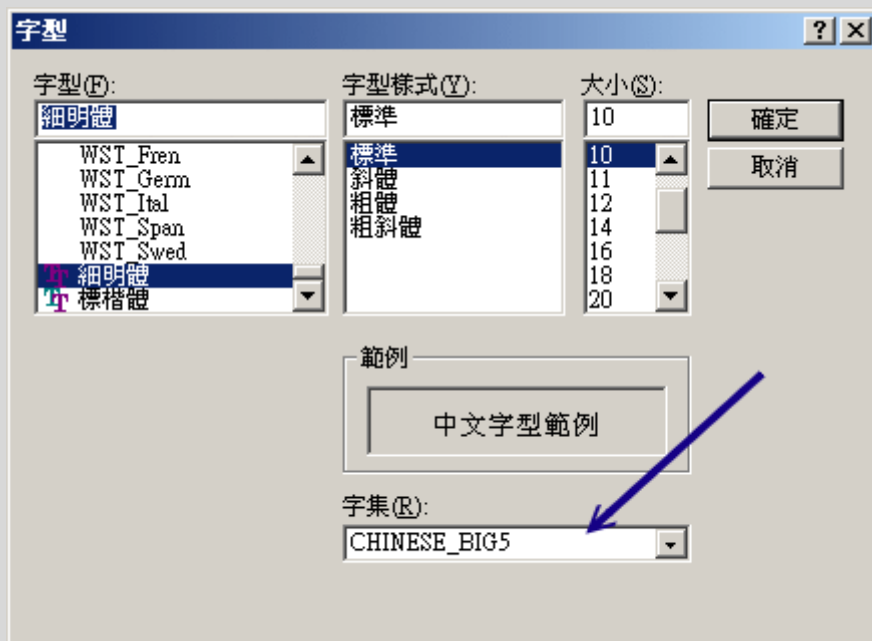 字型
字型(F):
細明體
WST_Fren
WST_Germ
WST_Ital
WST_Span
WST_Swed
細明體
標楷體
字型樣式(Y):
標準
標準
斜體
粗體
粗斜體
大小(S):
10
10
11
12
14
16
18
20
確定
取消
範例
中文字型範例
字集(R):
CHINESE_BIG5